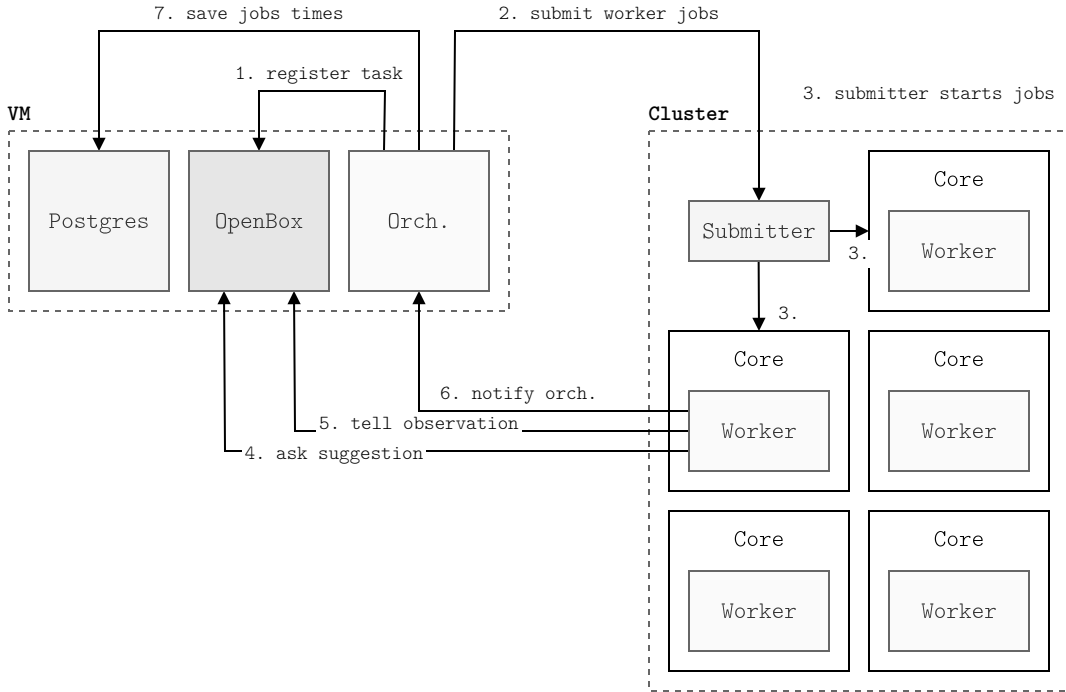 7. save jobs times
2. submit worker jobs
1. register task
3. submitter starts jobs
VM
Cluster
Postgres
OpenBox
Orch.
Submitter
Core
Worker
3.
3.
Core
Worker
Core
Worker
6. notify orch.
5. tell observation
4. ask suggestion
Core
Worker
Core
Worker